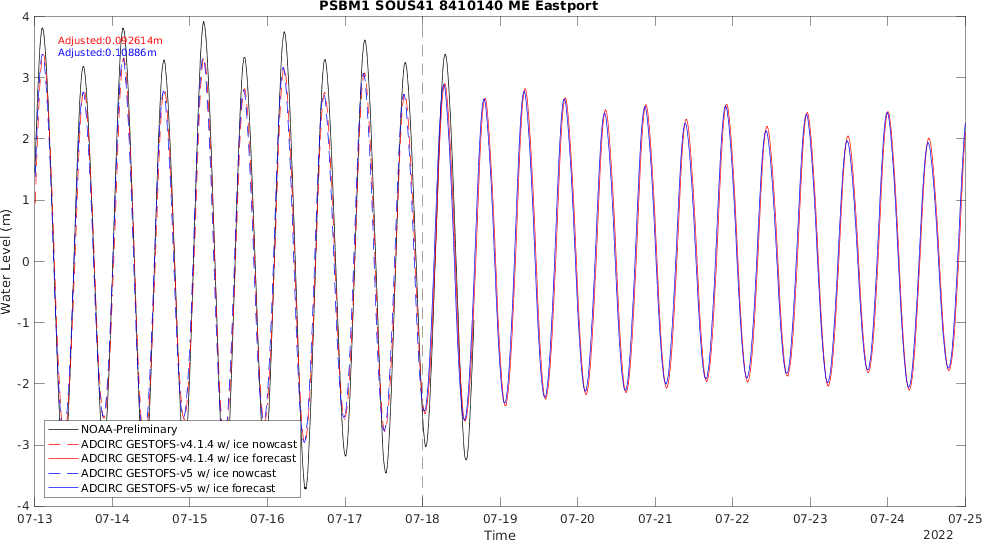 PSBM1 SOUS41 8410140 ME Eastport
4
3
2
1
0
-1
-2
-3
-4
Water Level (m)
Adjusted:0.092614m
Adjusted:0.10886m
NOAA-Preliminary
ADCIRC GESTOFS-v4.1.4 w/ ice nowcast
ADCIRC GESTOFS-v4.1.4 w/ ice forecast
ADCIRC GESTOFS-v5 w/ ice nowcast
ADCIRC GESTOFS-v5 w/ ice forecast
07-13 07-14 07-15 07-16 07-17 07-18 07-19 07-20 07-21 07-22 07-23 07-24 07-25
Time
2022